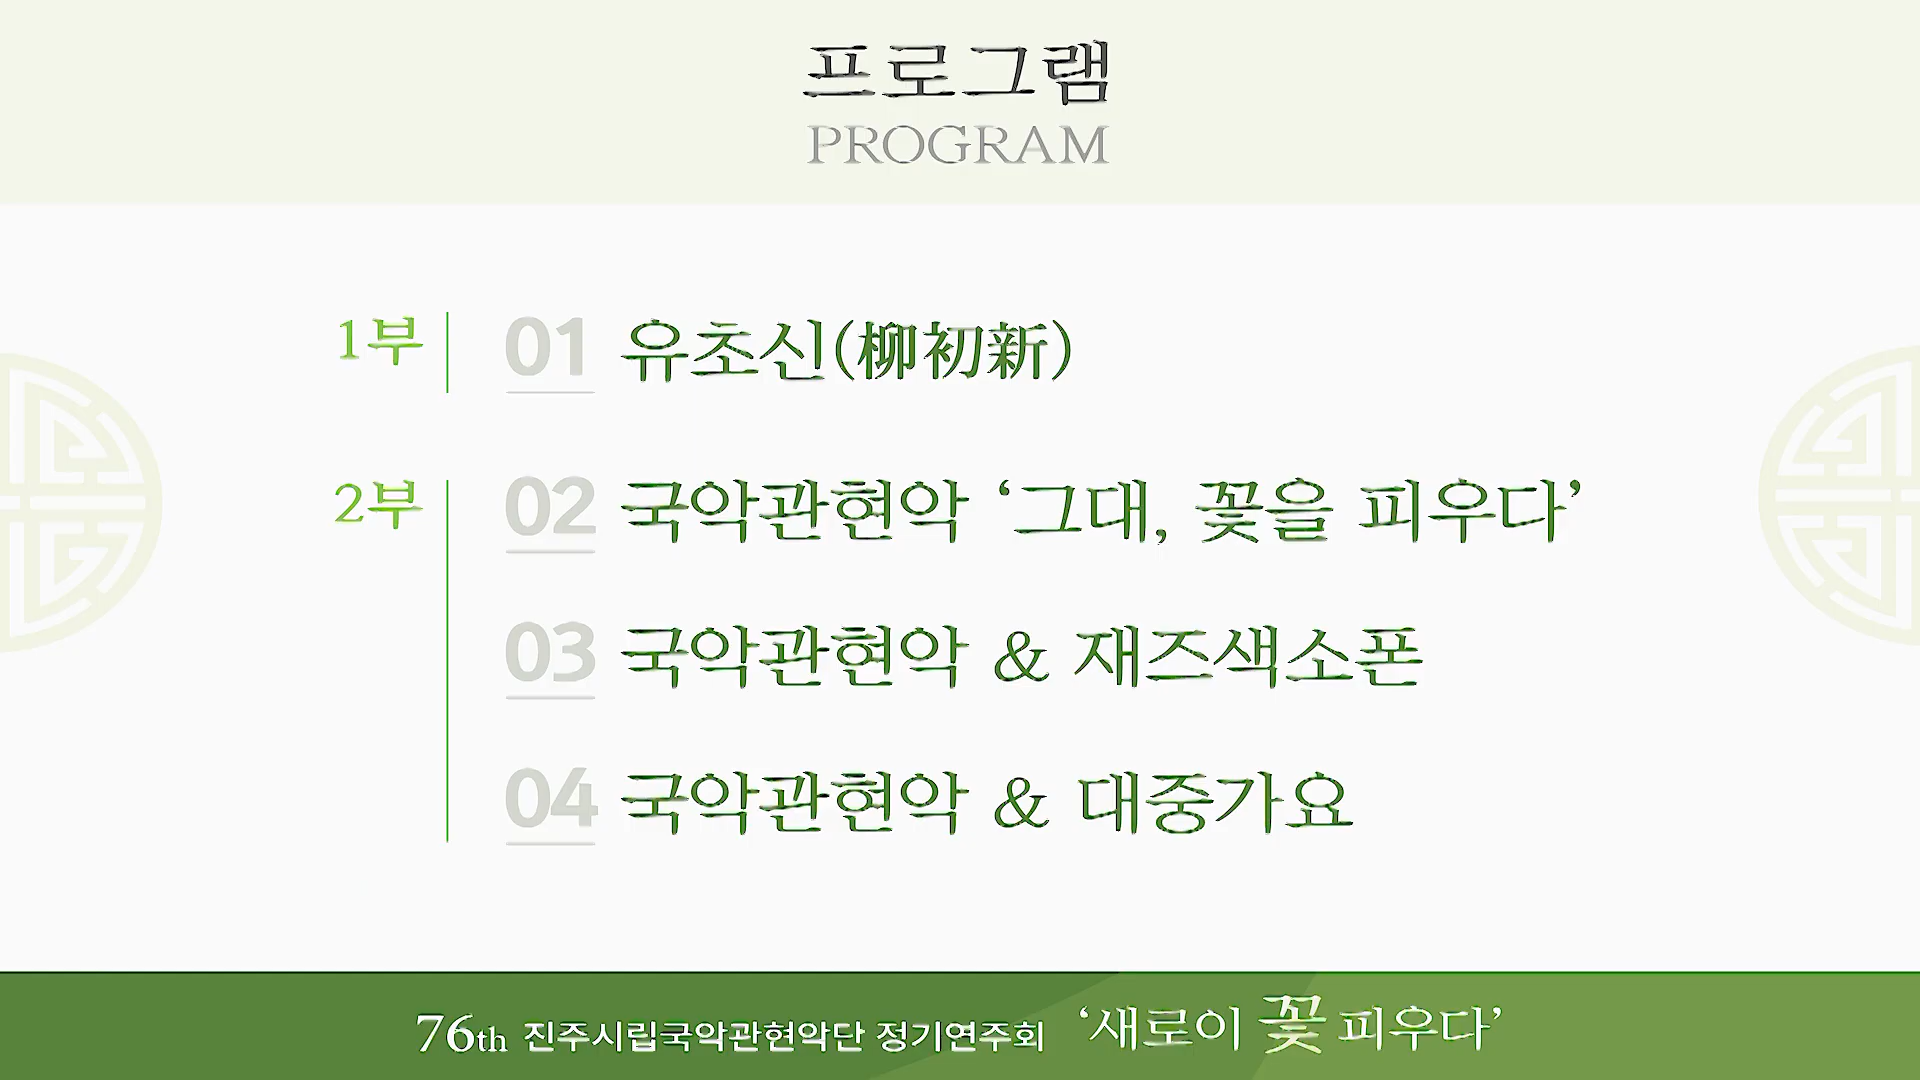 프로그램
PROGRAM
1부 01 유초신(柳初新)
2부 02 국악관현악 ‘그대, 꽃을 피우다’
03 국악관현악 & 재즈색소폰
04 국악관현악 & 대중가요
76th 진주시립국악관현악단 정기연주회 ‘새로이 꽃 피우다’